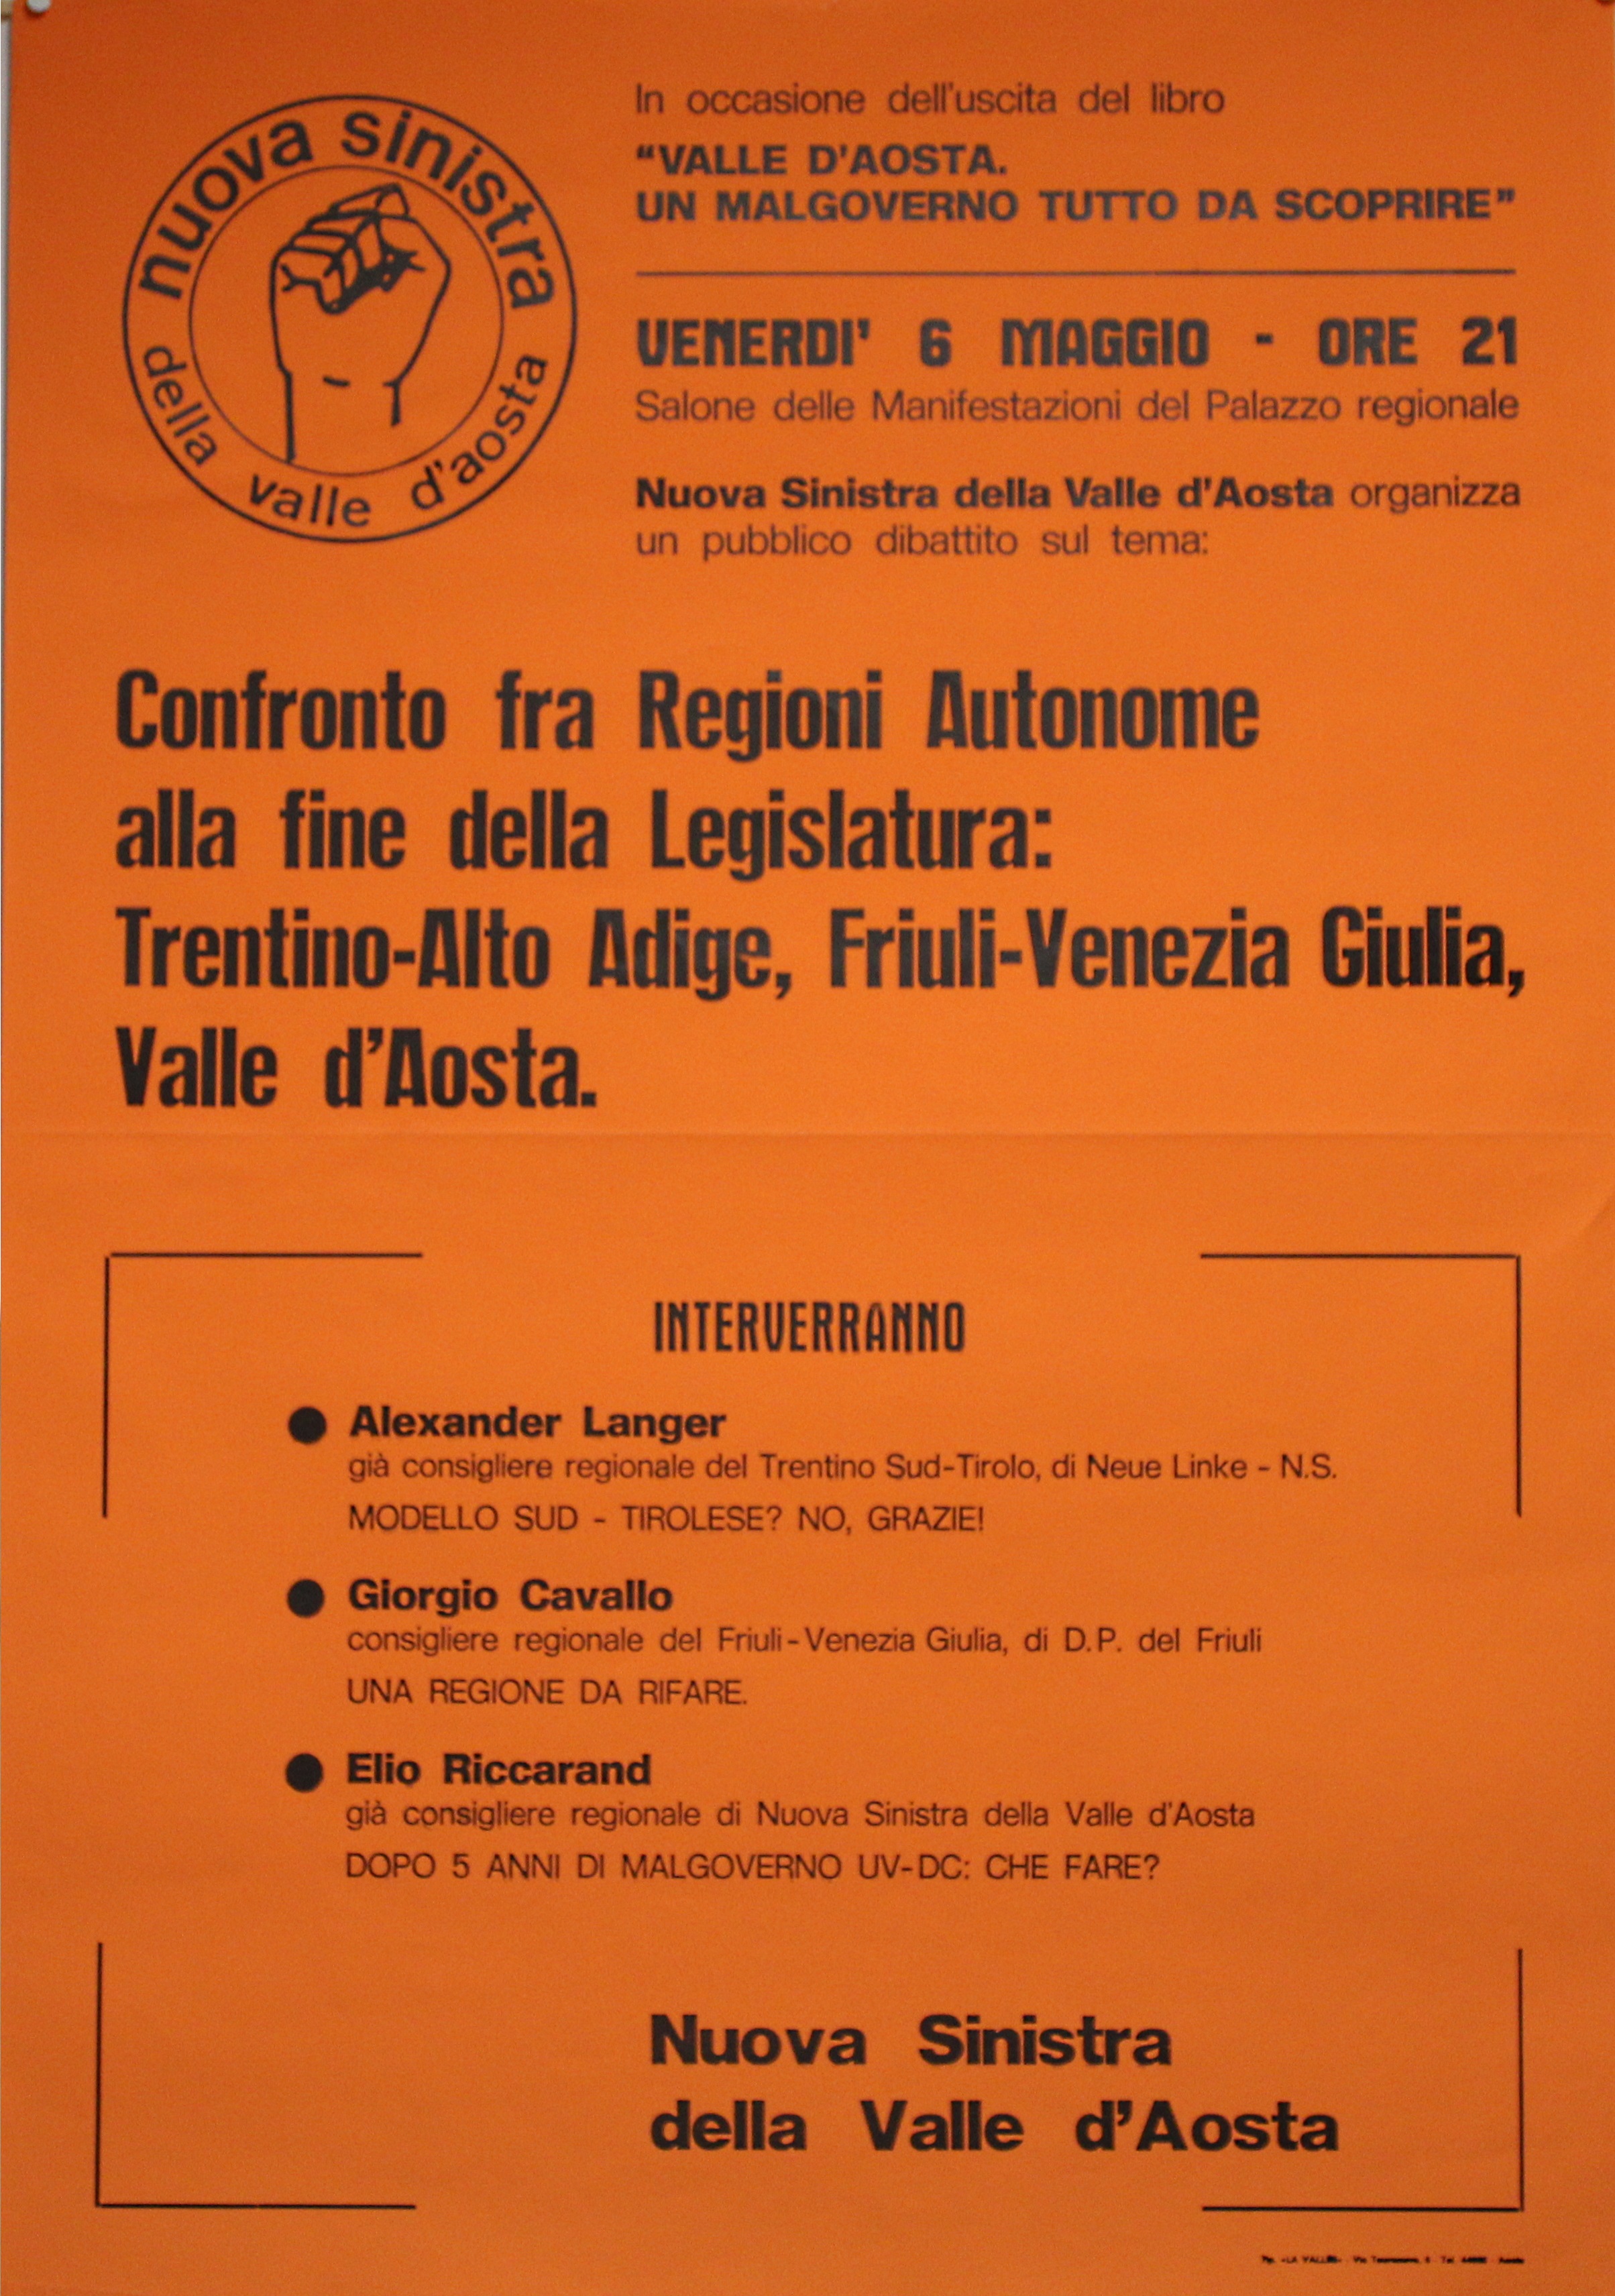 nuova sinistra
della valle d'aosta
In occasione dell'uscita del libro
“VALLE D'AOSTA.
UN MALGOVERNO TUTTO DA SCOPRIRE”
VENERDI' 6 MAGGIO - ORE 21
Salone delle Manifestazioni del Palazzo regionale
Nuova Sinistra della Valle d'Aosta organizza
un pubblico dibattito sul tema:
Confronto fra Regioni Autonome
alla fine della Legislatura:
Trentino-Alto Adige, Friuli-Venezia Giulia,
Valle d'Aosta.
INTERVERRANNO
● Alexander Langer
già consigliere regionale del Trentino Sud-Tirolo, di Neue Linke - N.S.
MODELLO SUD - TIROLESE? NO, GRAZIE!
● Giorgio Cavallo
consigliere regionale del Friuli-Venezia Giulia, di D.P. del Friuli
UNA REGIONE DA RIFARE.
● Elio Riccarand
già consigliere regionale di Nuova Sinistra della Valle d'Aosta
DOPO 5 ANNI DI MALGOVERNO UV-DC: CHE FARE?
Nuova Sinistra
della Valle d'Aosta
Tip. «LA VALLÉE» - Via